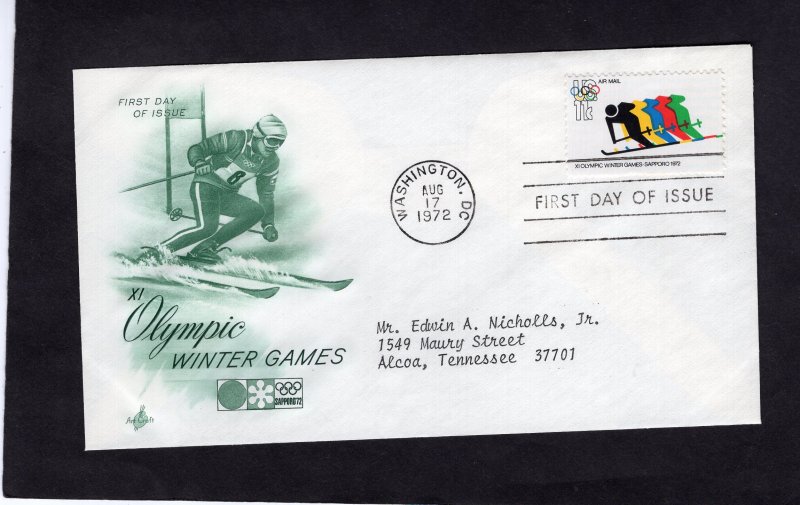 FIRST DAY
OF ISSUE
8
XI
Olympic
WINTER GAMES
SAPPORO'72
Art Craft
WASHINGTON, DC
AUG
17
1972
AIR MAIL
11c
XI OLYMPIC WINTER GAMES·SAPPORO 1972
FIRST DAY OF ISSUE
Mr. Edwin A. Nicholls, Jr.
1549 Maury Street
Alcoa, Tennessee 37701